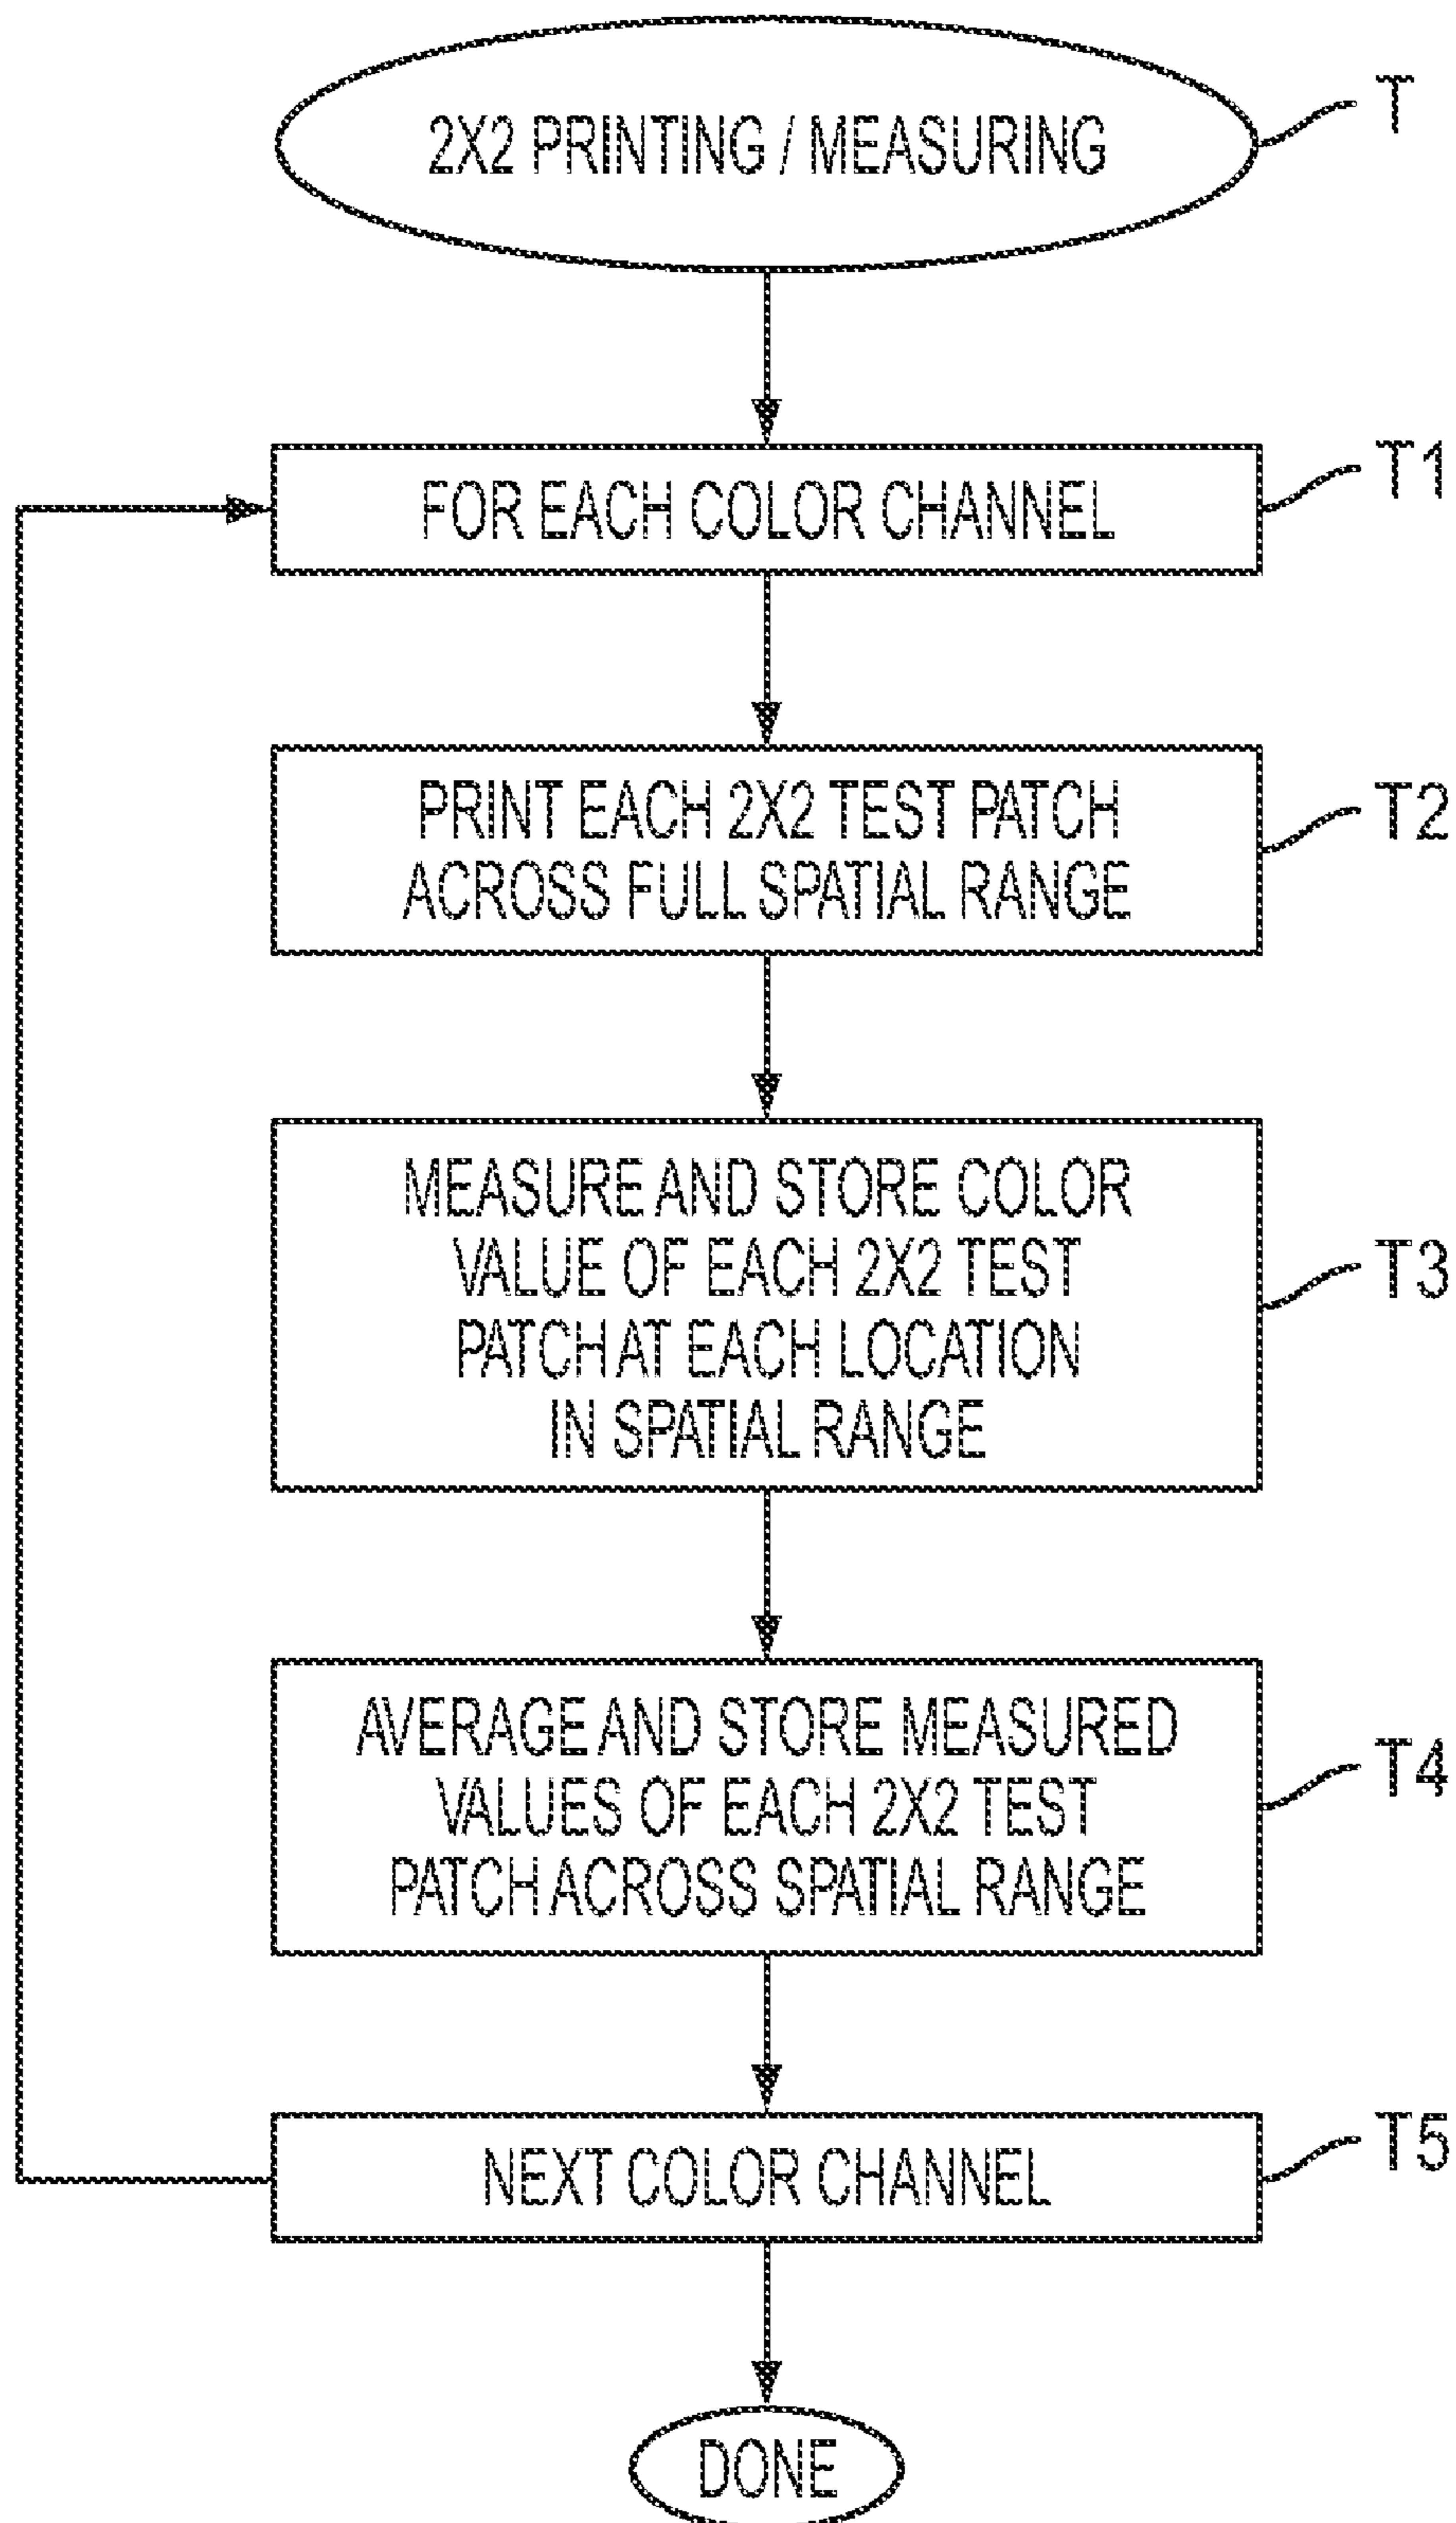 2X2 PRINTING / MEASURING
T
FOR EACH COLOR CHANNEL
T1
PRINT EACH 2X2 TEST PATCH
ACROSS FULL SPATIAL RANGE
T2
MEASURE AND STORE COLOR
VALUE OF EACH 2X2 TEST
PATCH AT EACH LOCATION
IN SPATIAL RANGE
T3
AVERAGE AND STORE MEASURED
VALUES OF EACH 2X2 TEST
PATCH ACROSS SPATIAL RANGE
T4
NEXT COLOR CHANNEL
T5
DONE